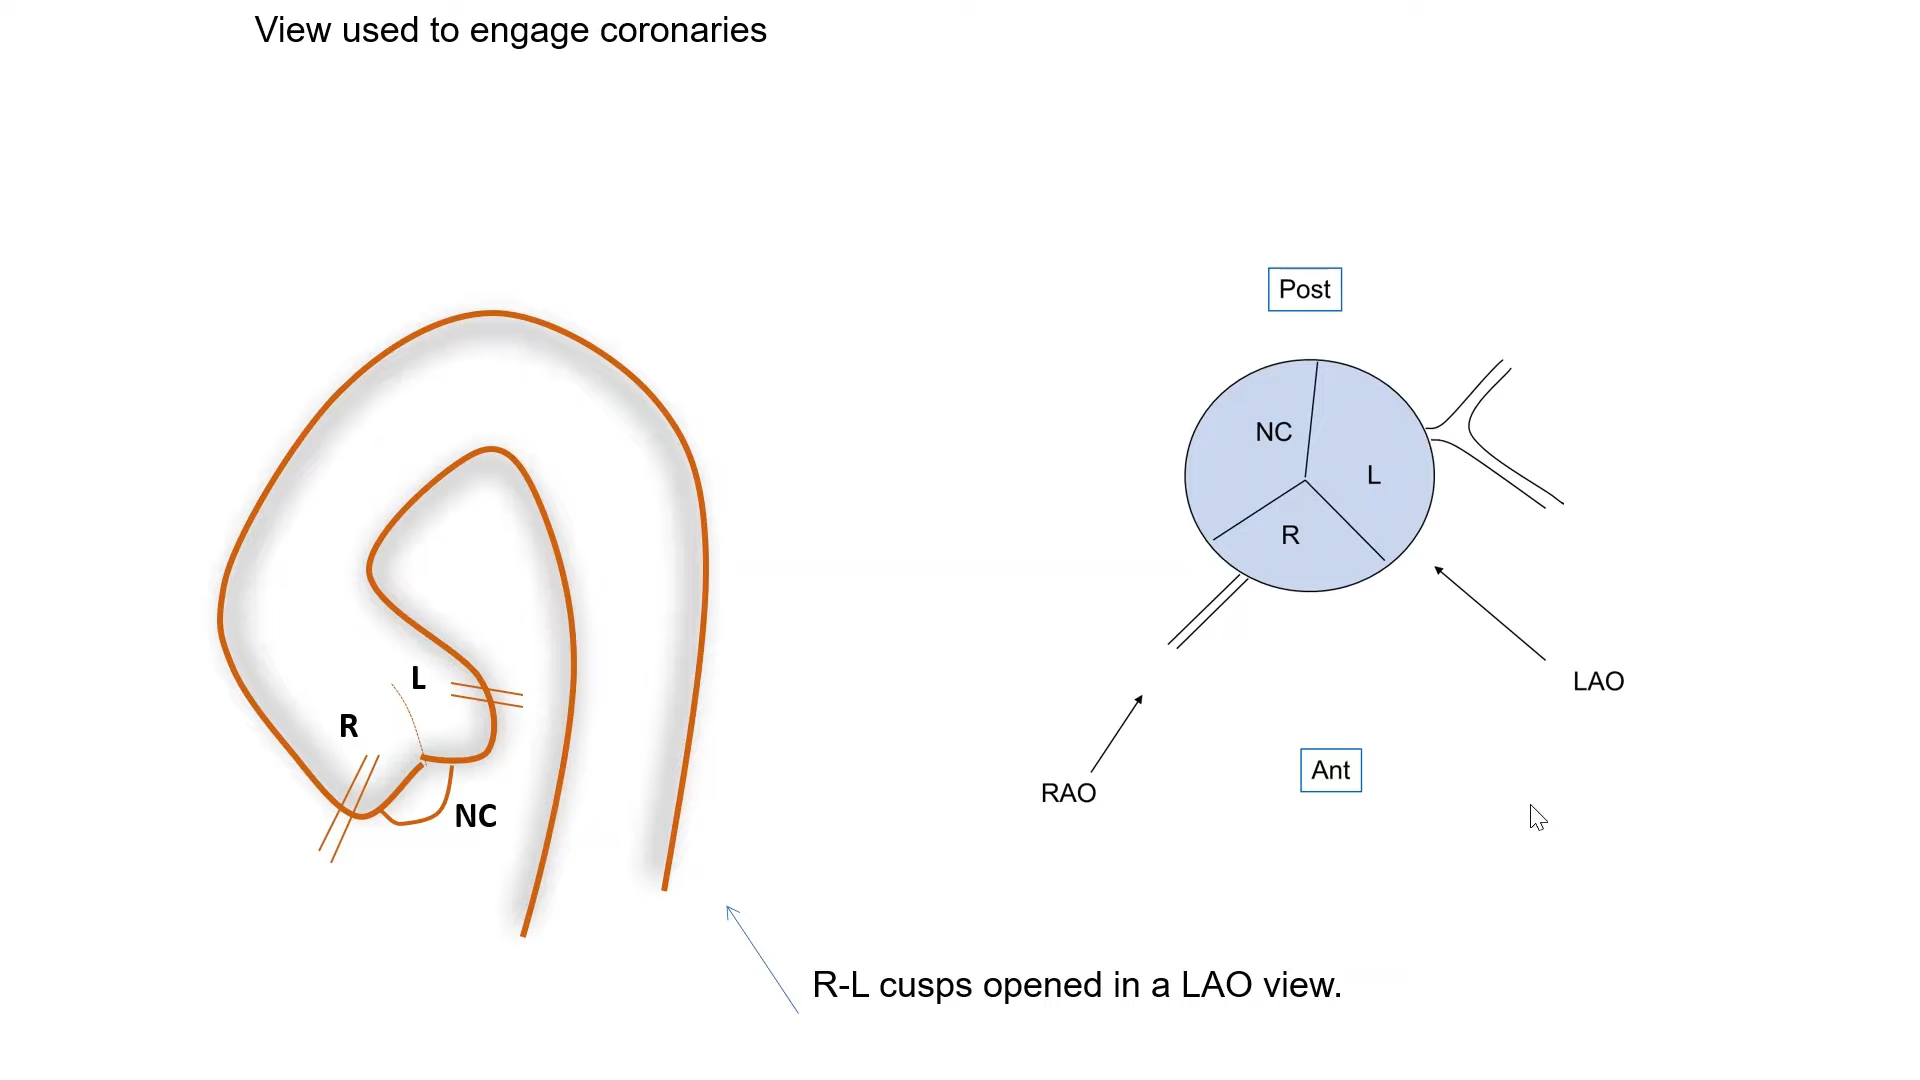 View used to engage coronaries
Post
NC
L
R
L
R
LAO
NC
RAO
Ant
R-L cusps opened in a LAO view.